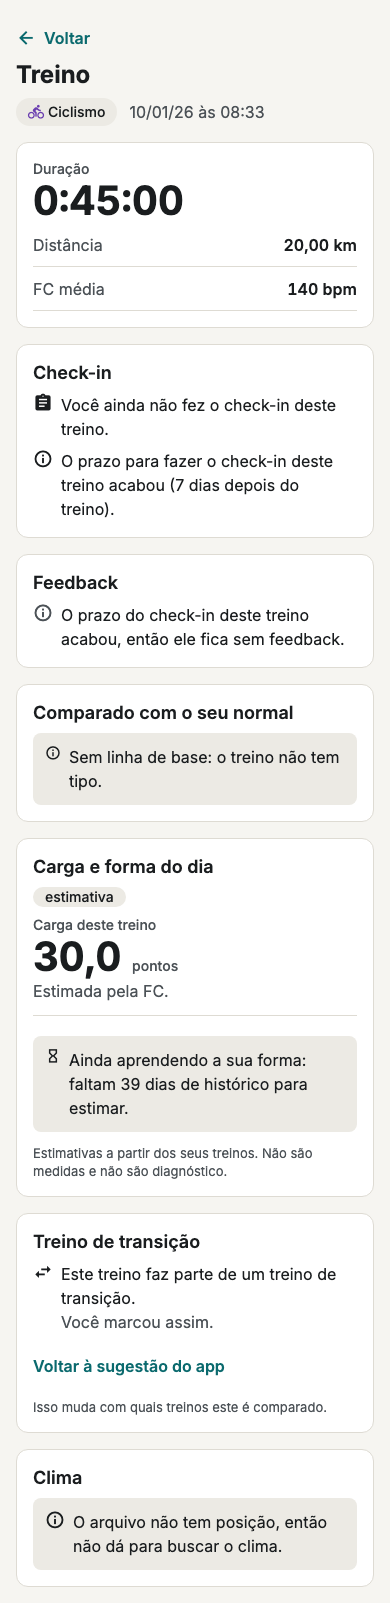 Voltar
Treino
Ciclismo 10/01/26 às 08:33
Duração
0:45:00
Distância 20,00 km
FC média 140 bpm
Check-in
Você ainda não fez o check-in deste
treino.
O prazo para fazer o check-in deste
treino acabou (7 dias depois do
treino).
Feedback
O prazo do check-in deste treino
acabou, então ele fica sem feedback.
Comparado com o seu normal
Sem linha de base: o treino não tem
tipo.
Carga e forma do dia
estimativa
Carga deste treino
30,0 pontos
Estimada pela FC.
Ainda aprendendo a sua forma:
faltam 39 dias de histórico para
estimar.
Estimativas a partir dos seus treinos. Não são
medidas e não são diagnóstico.
Treino de transição
Este treino faz parte de um treino de
transição.
Você marcou assim.
Voltar à sugestão do app
Isso muda com quais treinos este é comparado.
Clima
O arquivo não tem posição, então
não dá para buscar o clima.